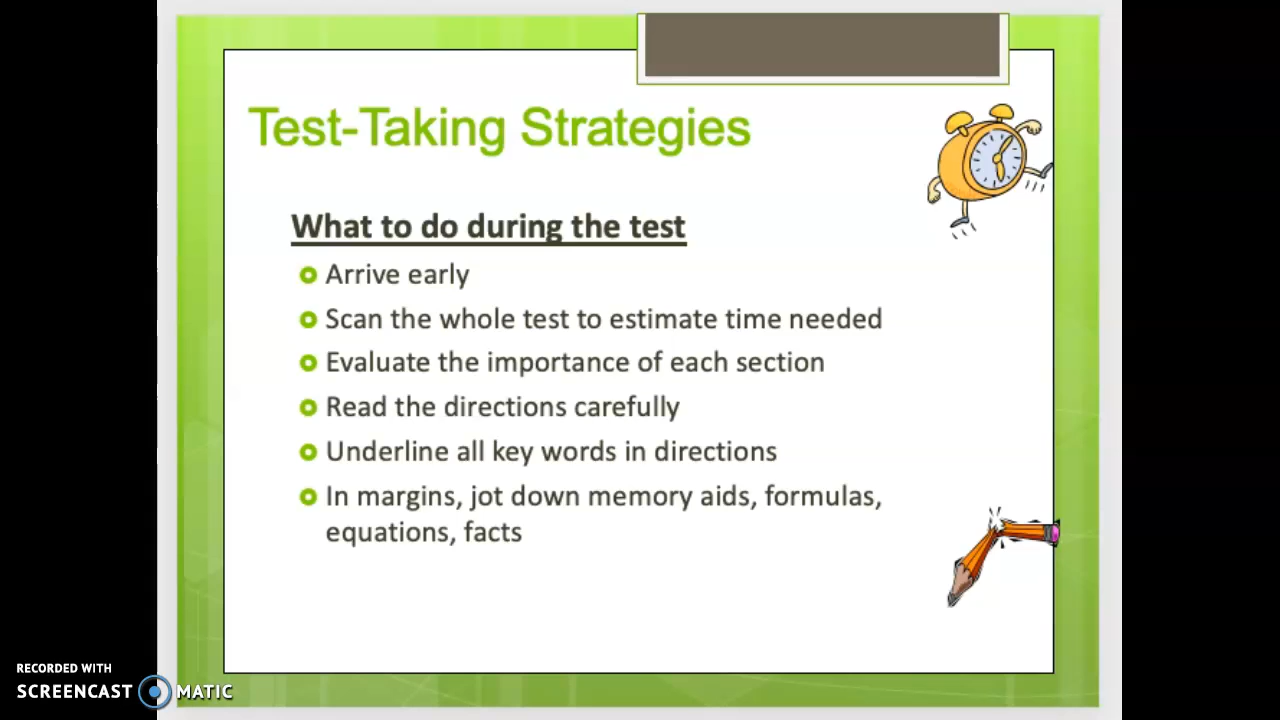 Test-Taking Strategies
What to do during the test
Arrive early
Scan the whole test to estimate time needed
Evaluate the importance of each section
Read the directions carefully
Underline all key words in directions
In margins, jot down memory aids, formulas,
equations, facts
RECORDED WITH
SCREENCAST MATIC